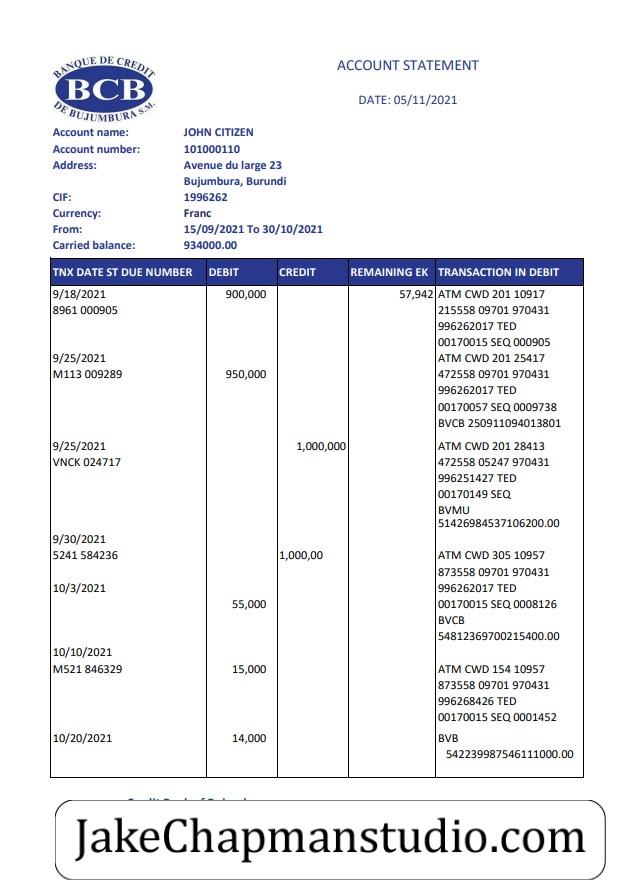 BANQUE DE CREDIT
BCB
DE BUJUMBURA S.M.
ACCOUNT STATEMENT
DATE: 05/11/2021
Account name: JOHN CITIZEN
Account number: 101000110
Address: Avenue du large 23
Bujumbura, Burundi
CIF: 1996262
Currency: Franc
From: 15/09/2021 To 30/10/2021
Carried balance: 934000.00
TNX DATE ST DUE NUMBER DEBIT CREDIT REMAINING EK TRANSACTION IN DEBIT
9/18/2021 900,000 57,942 ATM CWD 201 10917
8961 000905 215558 09701 970431
996262017 TED
00170015 SEQ 000905
9/25/2021 ATM CWD 201 25417
M113 009289 950,000 472558 09701 970431
996262017 TED
00170057 SEQ 0009738
BVCB 250911094013801
9/25/2021 1,000,000 ATM CWD 201 28413
VNCK 024717 472558 05247 970431
996251427 TED
00170149 SEQ
BVMU
51426984537106200.00
9/30/2021
5241 584236 1,000,00 ATM CWD 305 10957
873558 09701 970431
10/3/2021 996262017 TED
55,000 00170015 SEQ 0008126
BVCB
54812369700215400.00
10/10/2021
M521 846329 15,000 ATM CWD 154 10957
873558 09701 970431
996268426 TED
00170015 SEQ 0001452
10/20/2021 14,000 BVB
542239987546111000.00
JakeChapmanstudio.com